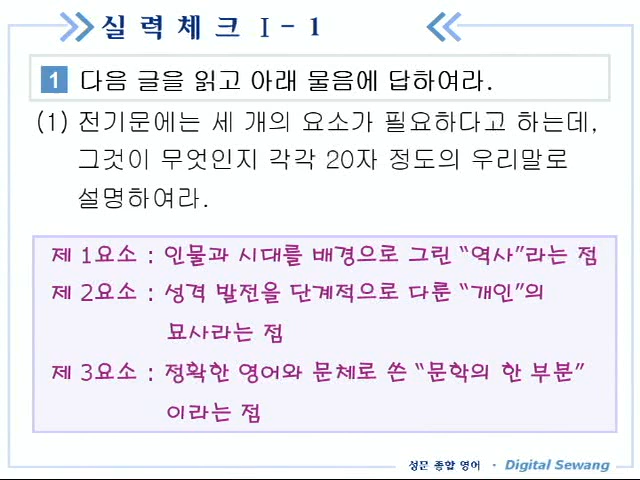 실 력 체 크 I - 1
1 다음 글을 읽고 아래 물음에 답하여라.
(1) 전기문에는 세 개의 요소가 필요하다고 하는데,
그것이 무엇인지 각각 20자 정도의 우리말로
설명하여라.
제 1요소 : 인물과 시대를 배경으로 그린 “역사”라는 점
제 2요소 : 성격 발전을 단계적으로 다룬 “개인”의
묘사라는 점
제 3요소 : 정확한 영어와 문체로 쓴 “문학의 한 부분”
이라는 점
성문 종합 영어 · Digital Sewang